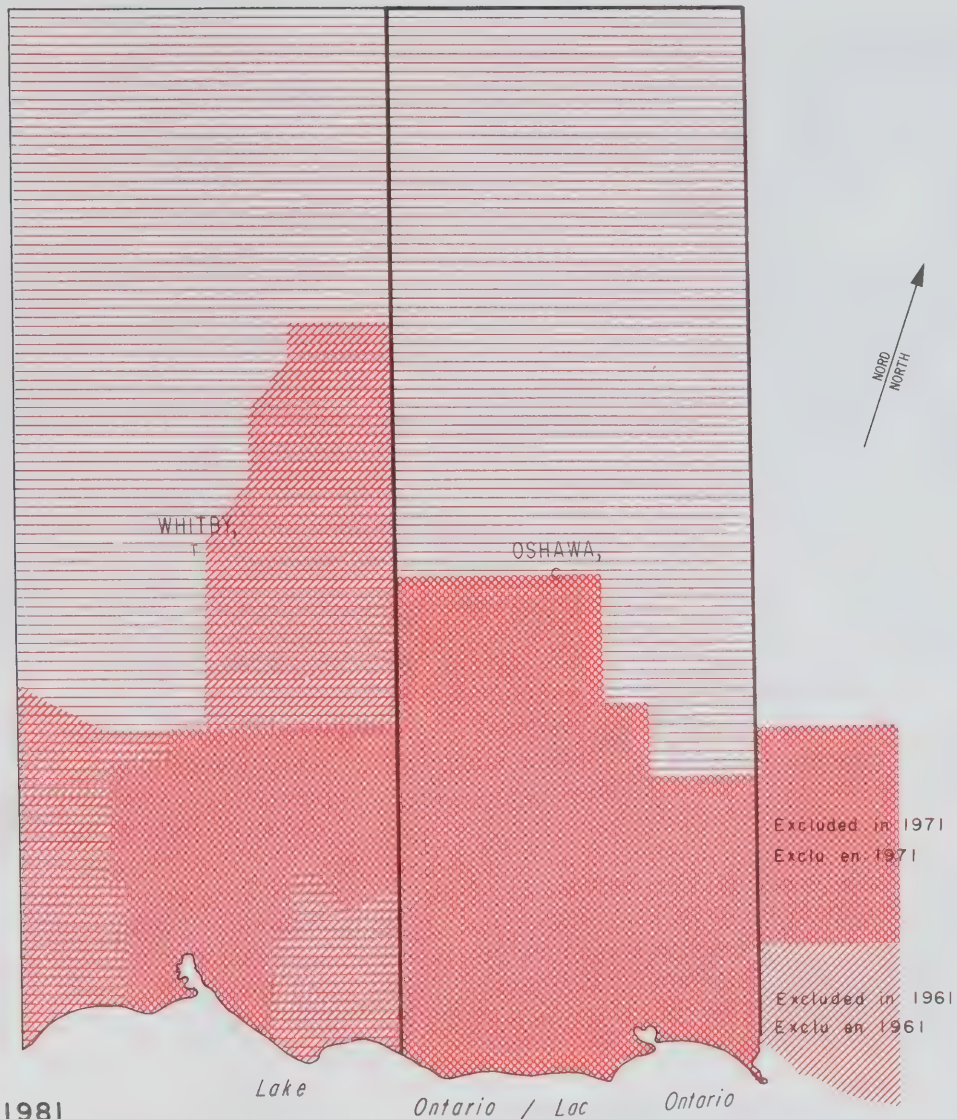 NORD
NORTH
WHITBY,
T
OSHAWA,
C
Excluded in 1971
Exclu en 1971
Excluded in 1961
Exclu en 1961
Lake
Ontario / Lac
Ontario
1981